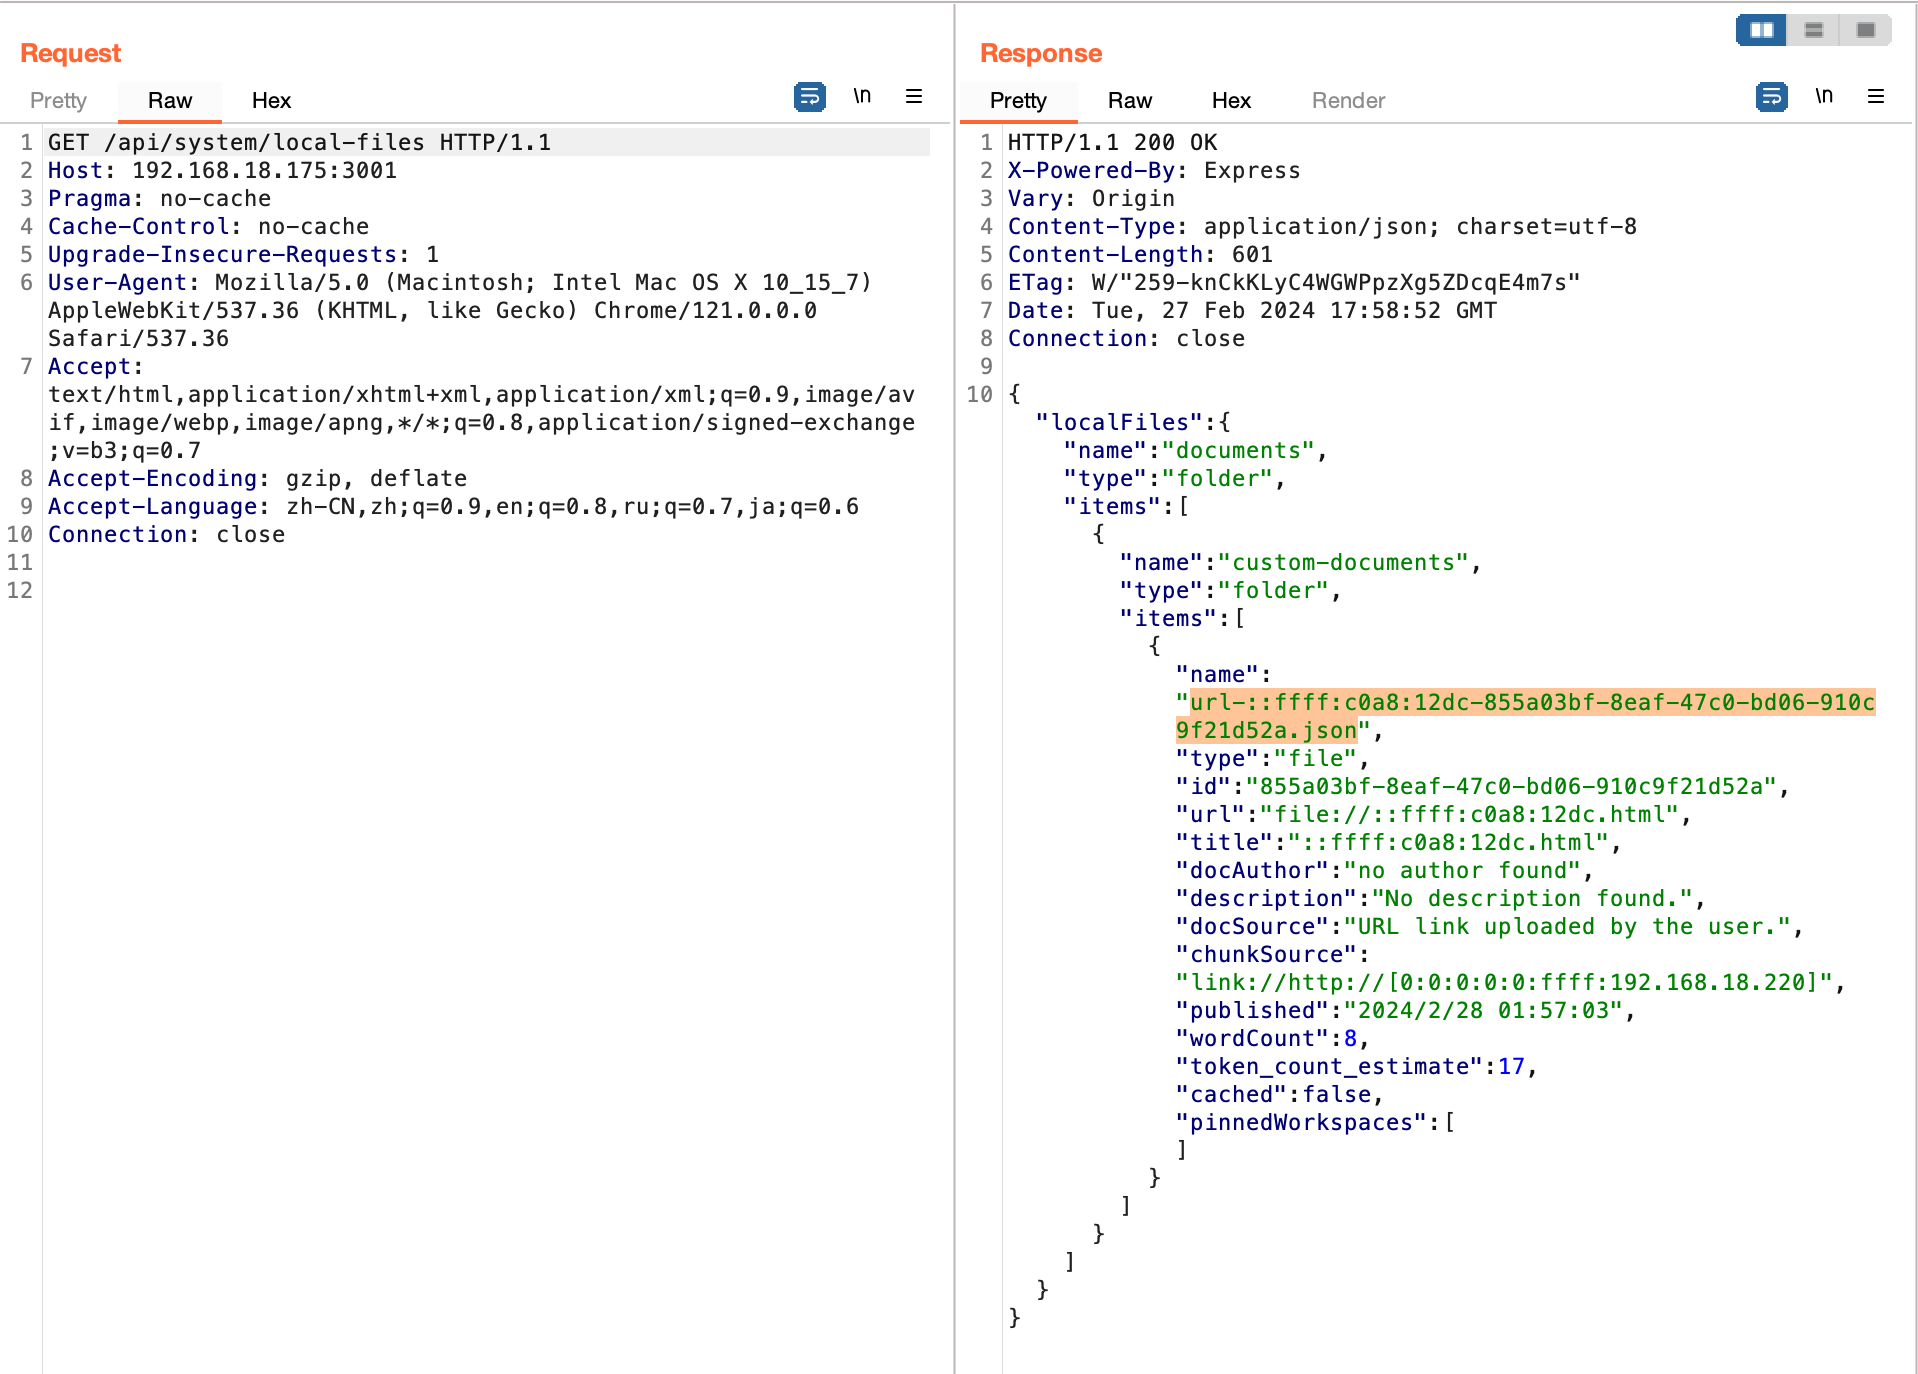 Request
Pretty
Raw
Hex
\n
1 GET /api/system/local-files HTTP/1.1
2 Host: 192.168.18.175:3001
3 Pragma: no-cache
4 Cache-Control: no-cache
5 Upgrade-Insecure-Requests: 1
6 User-Agent: Mozilla/5.0 (Macintosh; Intel Mac OS X 10_15_7)
AppleWebKit/537.36 (KHTML, like Gecko) Chrome/121.0.0.0
Safari/537.36
7 Accept:
text/html,application/xhtml+xml,application/xml;q=0.9,image/av
if,image/webp,image/apng,*/*;q=0.8,application/signed-exchange
;v=b3;q=0.7
8 Accept-Encoding: gzip, deflate
9 Accept-Language: zh-CN,zh;q=0.9,en;q=0.8,ru;q=0.7,ja;q=0.6
10 Connection: close
11
12
Response
Pretty
Raw
Hex
Render
\n
1 HTTP/1.1 200 OK
2 X-Powered-By: Express
3 Vary: Origin
4 Content-Type: application/json; charset=utf-8
5 Content-Length: 601
6 ETag: W/"259-knCkKLyC4WGWPpzXg5ZDcqE4m7s"
7 Date: Tue, 27 Feb 2024 17:58:52 GMT
8 Connection: close
9
10 {
"localFiles":{
"name":"documents",
"type":"folder",
"items":[
{
"name":"custom-documents",
"type":"folder",
"items":[
{
"name":
"url-::ffff:c0a8:12dc-855a03bf-8eaf-47c0-bd06-910c
9f21d52a.json",
"type":"file",
"id":"855a03bf-8eaf-47c0-bd06-910c9f21d52a",
"url":"file://::ffff:c0a8:12dc.html",
"title":"::ffff:c0a8:12dc.html",
"docAuthor":"no author found",
"description":"No description found.",
"docSource":"URL link uploaded by the user.",
"chunkSource":
"link://http://[0:0:0:0:0:ffff:192.168.18.220]",
"published":"2024/2/28 01:57:03",
"wordCount":8,
"token_count_estimate":17,
"cached":false,
"pinnedWorkspaces":[
]
}
]
}
]
}
}